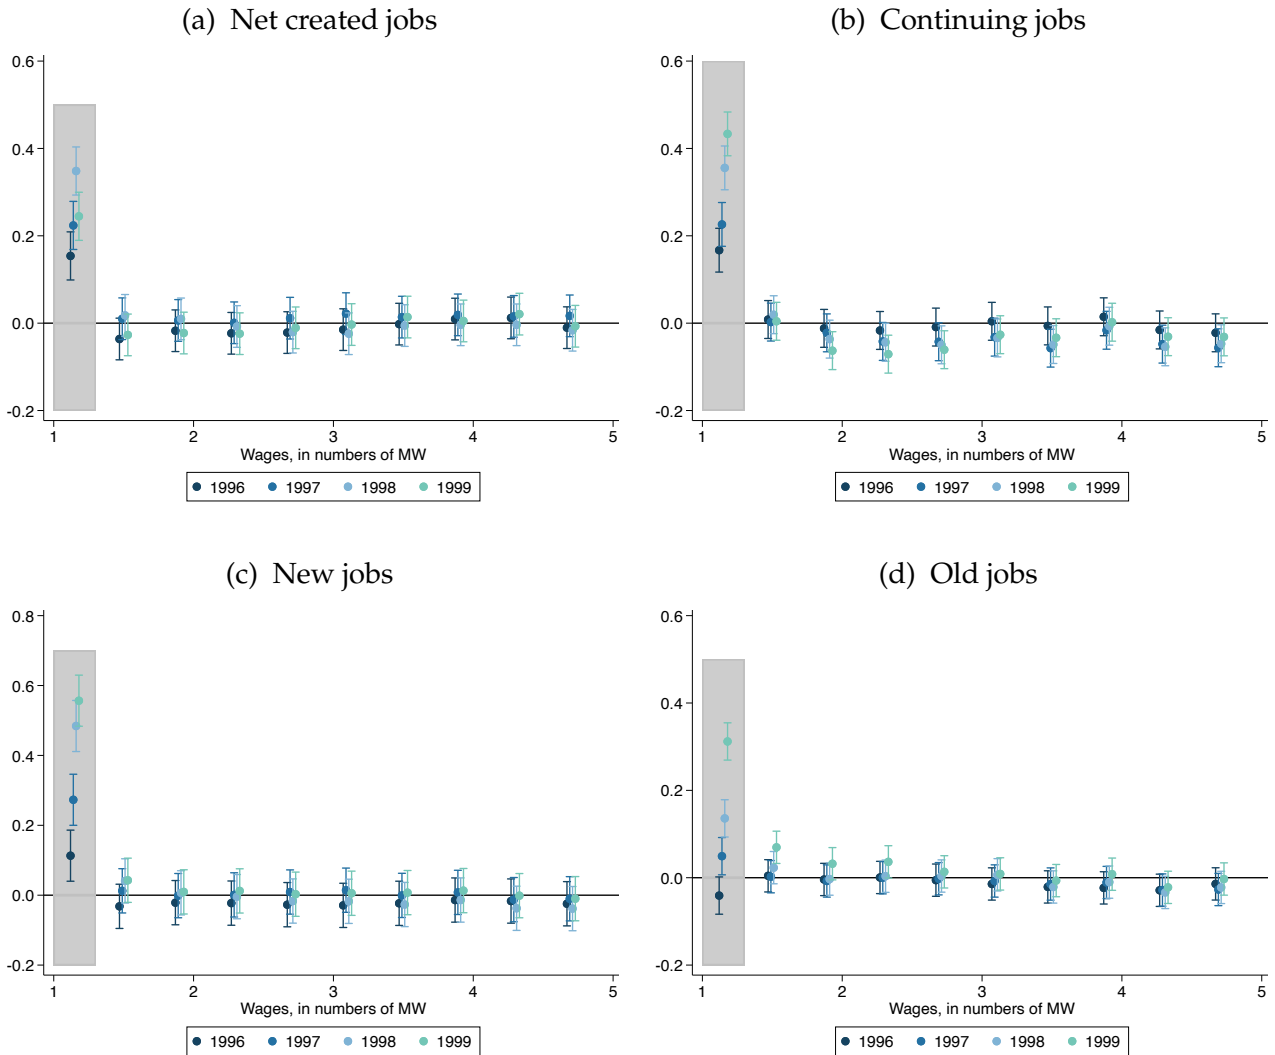 (a) Net created jobs
0.6
0.4
0.2
0.0
-0.2
1 2 3 4 5
Wages, in numbers of MW
1996 1997 1998 1999
(b) Continuing jobs
0.6
0.4
0.2
0.0
-0.2
1 2 3 4 5
Wages, in numbers of MW
1996 1997 1998 1999
(c) New jobs
0.8
0.6
0.4
0.2
0.0
-0.2
1 2 3 4 5
Wages, in numbers of MW
1996 1997 1998 1999
(d) Old jobs
0.6
0.4
0.2
0.0
-0.2
1 2 3 4 5
Wages, in numbers of MW
1996 1997 1998 1999